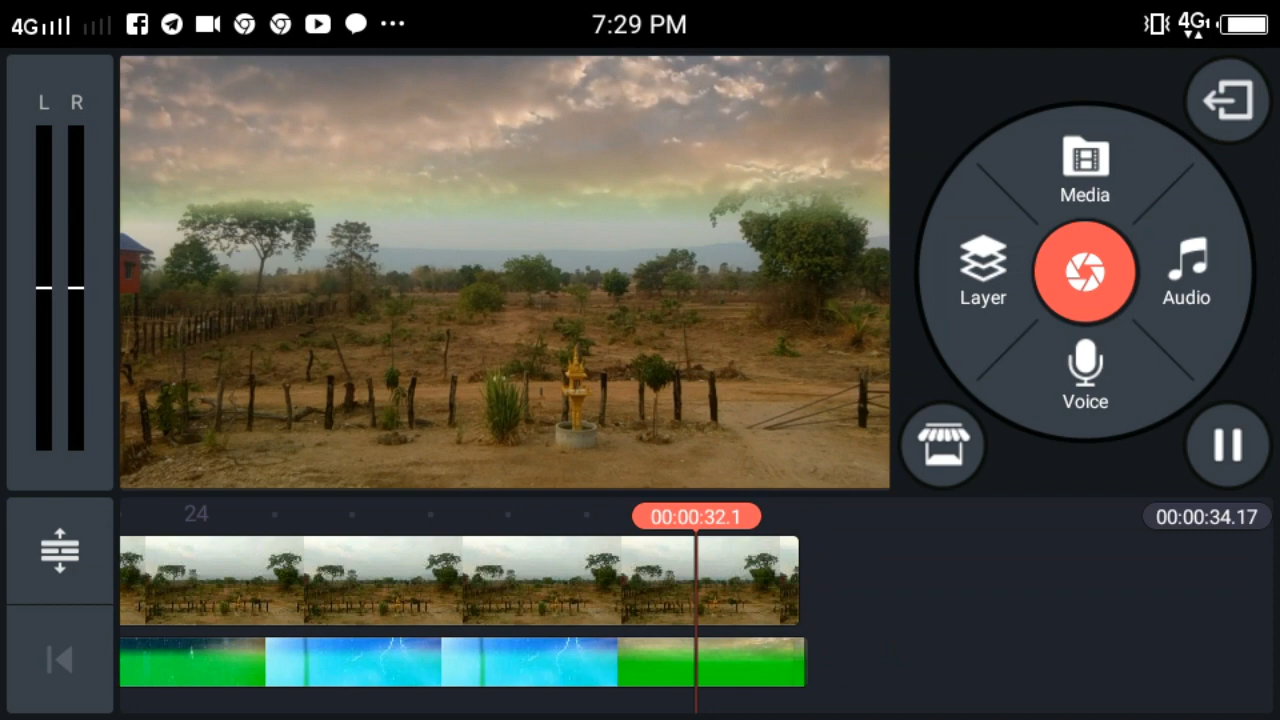 4G 7:29 PM 4G
L R
Media
Layer Audio
Voice
24 00:00:32.1 00:00:34.17